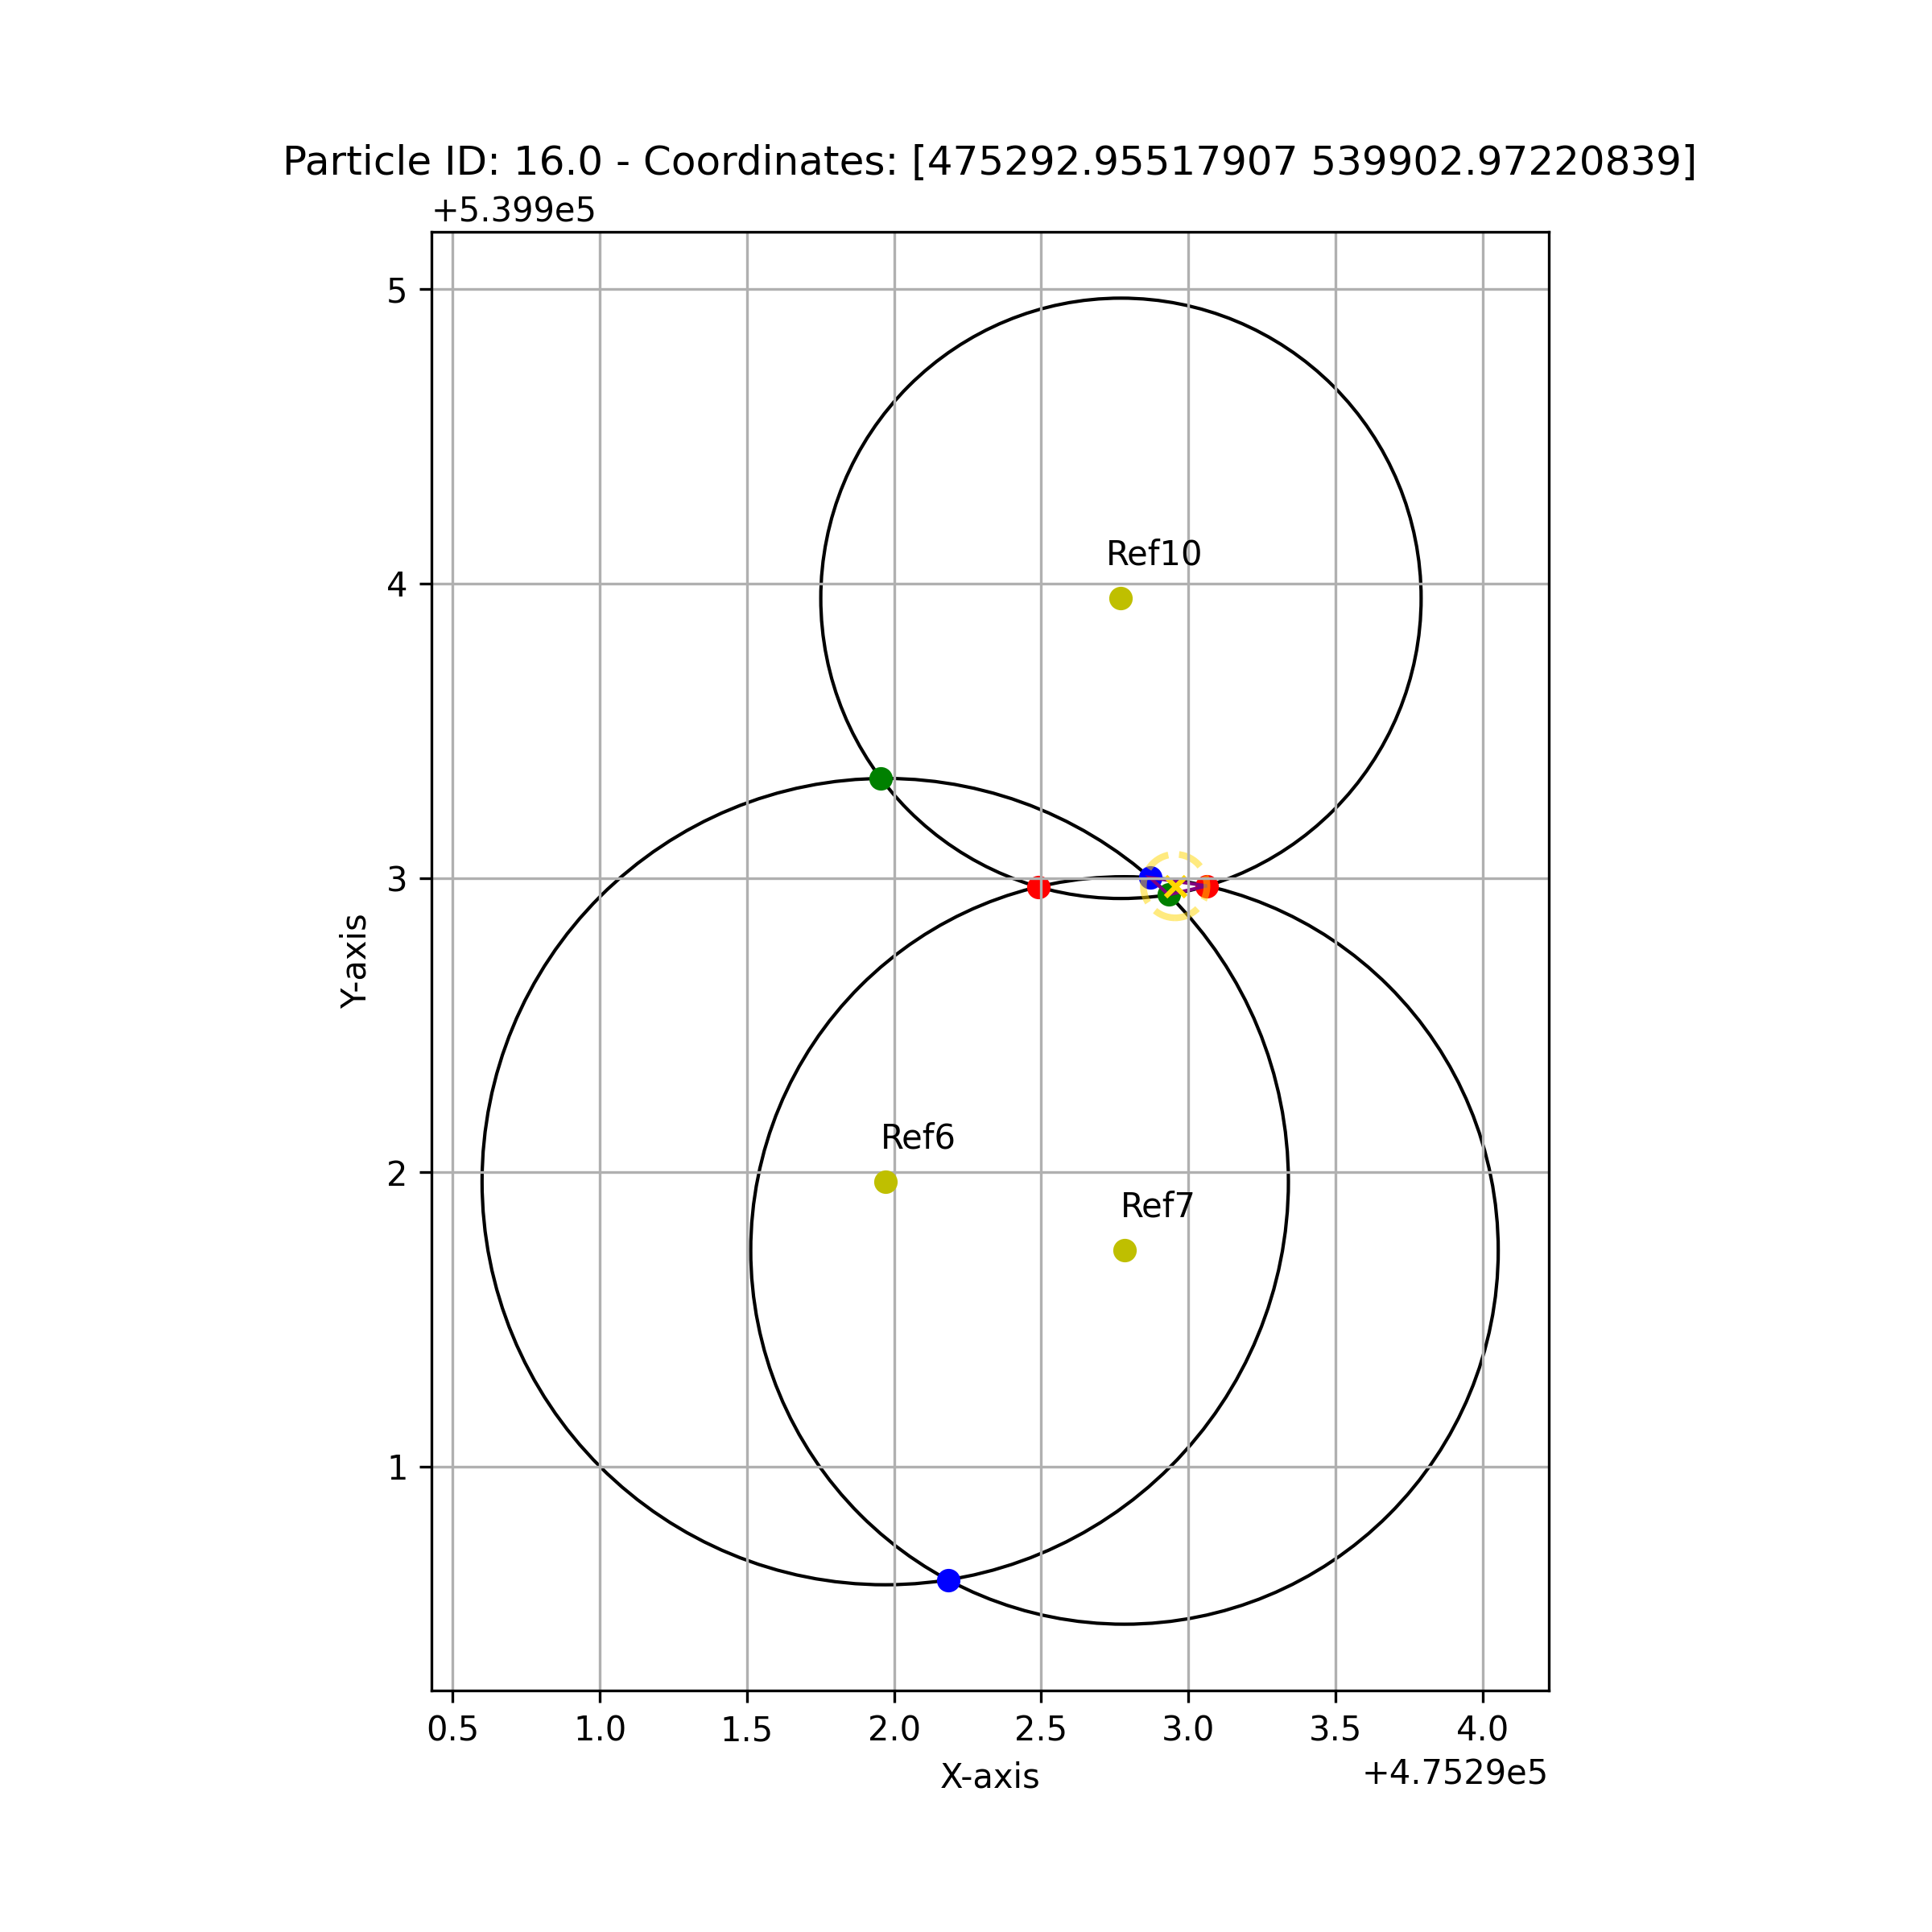 Particle ID: 16.0 - Coordinates: [475292.95517907 539902.97220839]
+5.399e5
5
Ref10
4
3
Y-axis
Ref6
2
Ref7
1
0.5 1.0 1.5 2.0 2.5 3.0 3.5 4.0
X-axis
+4.7529e5